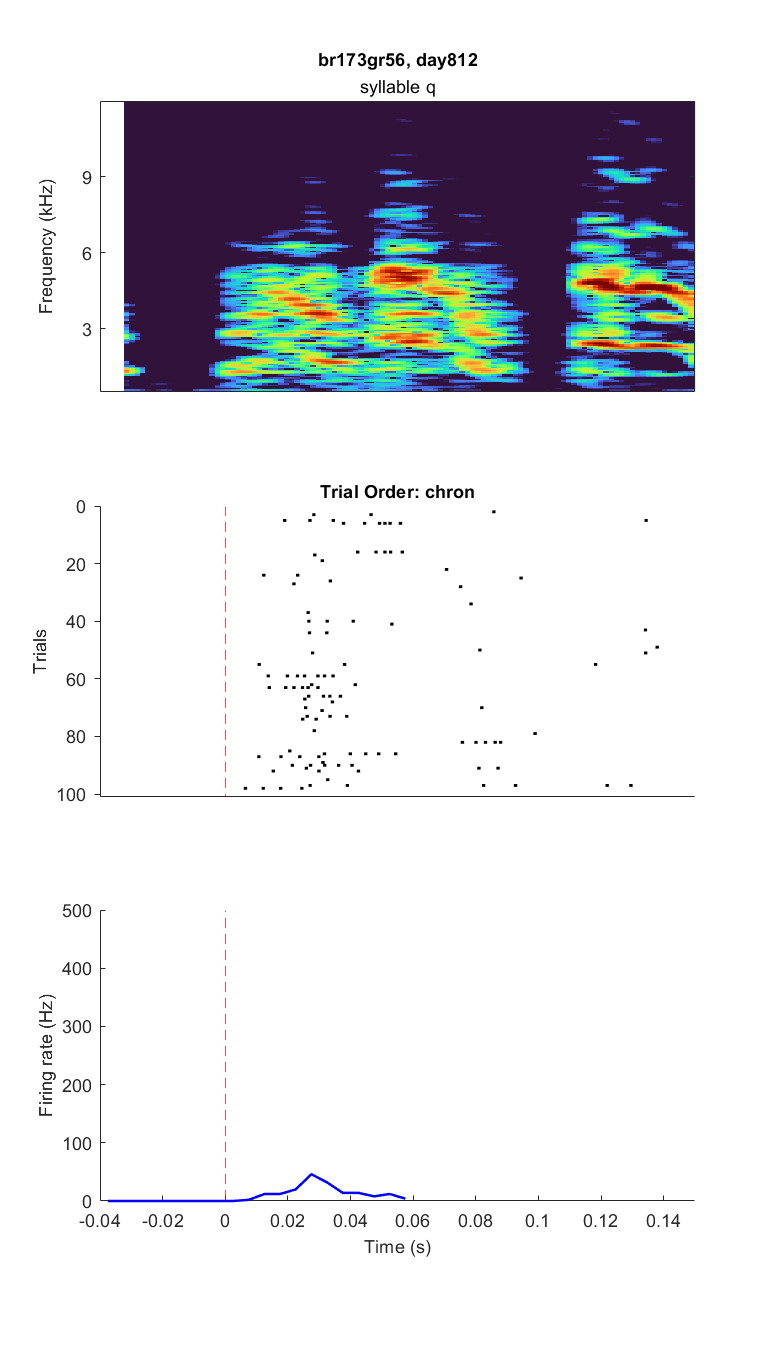 br173gr56, day812
syllable q
Frequency (kHz)
9
6
3
Trial Order: chron
Trials
0
20
40
60
80
100
Firing rate (Hz)
500
400
300
200
100
0
-0.04 -0.02 0 0.02 0.04 0.06 0.08 0.1 0.12 0.14
Time (s)